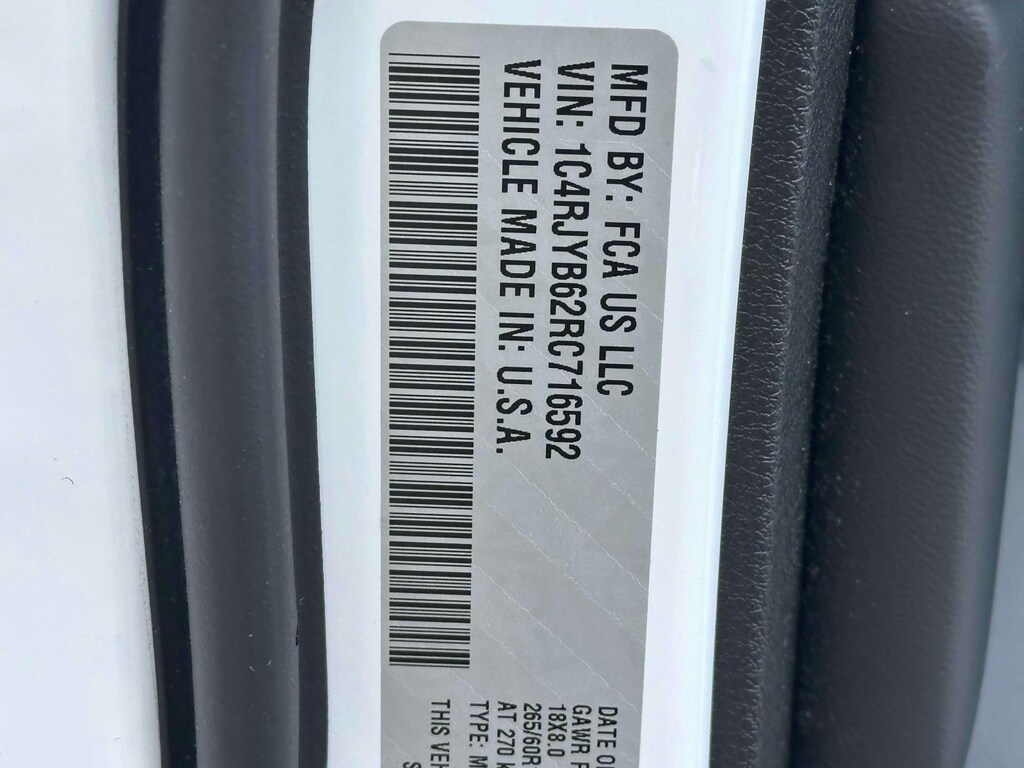 MFD BY: FCA US LLC
VIN: 1C4RJYB62RC716592
VEHICLE MADE IN: U.S.A.
DATE O
GAWR F
18X8.0
265/60R
AT 270 k
TYPE: M
THIS VEH
S